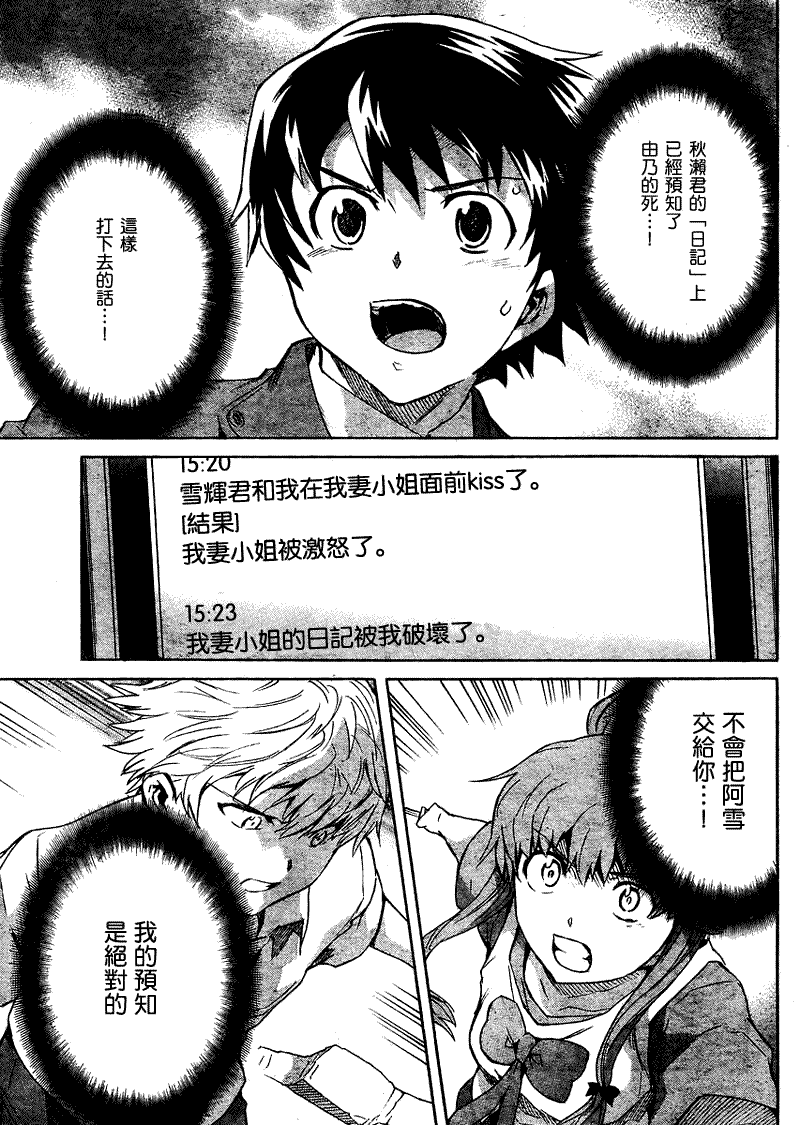 秋瀨君的「日記」上
已經預知了
由乃的死…!
這樣
打下去的話…!
15:20
雪輝君和我在我妻小姐面前kiss了。
[結果]
我妻小姐被激怒了。
15:23
我妻小姐的日記被我破壞了。
不會把阿雪
交給你…!
我的預知
是絕對的